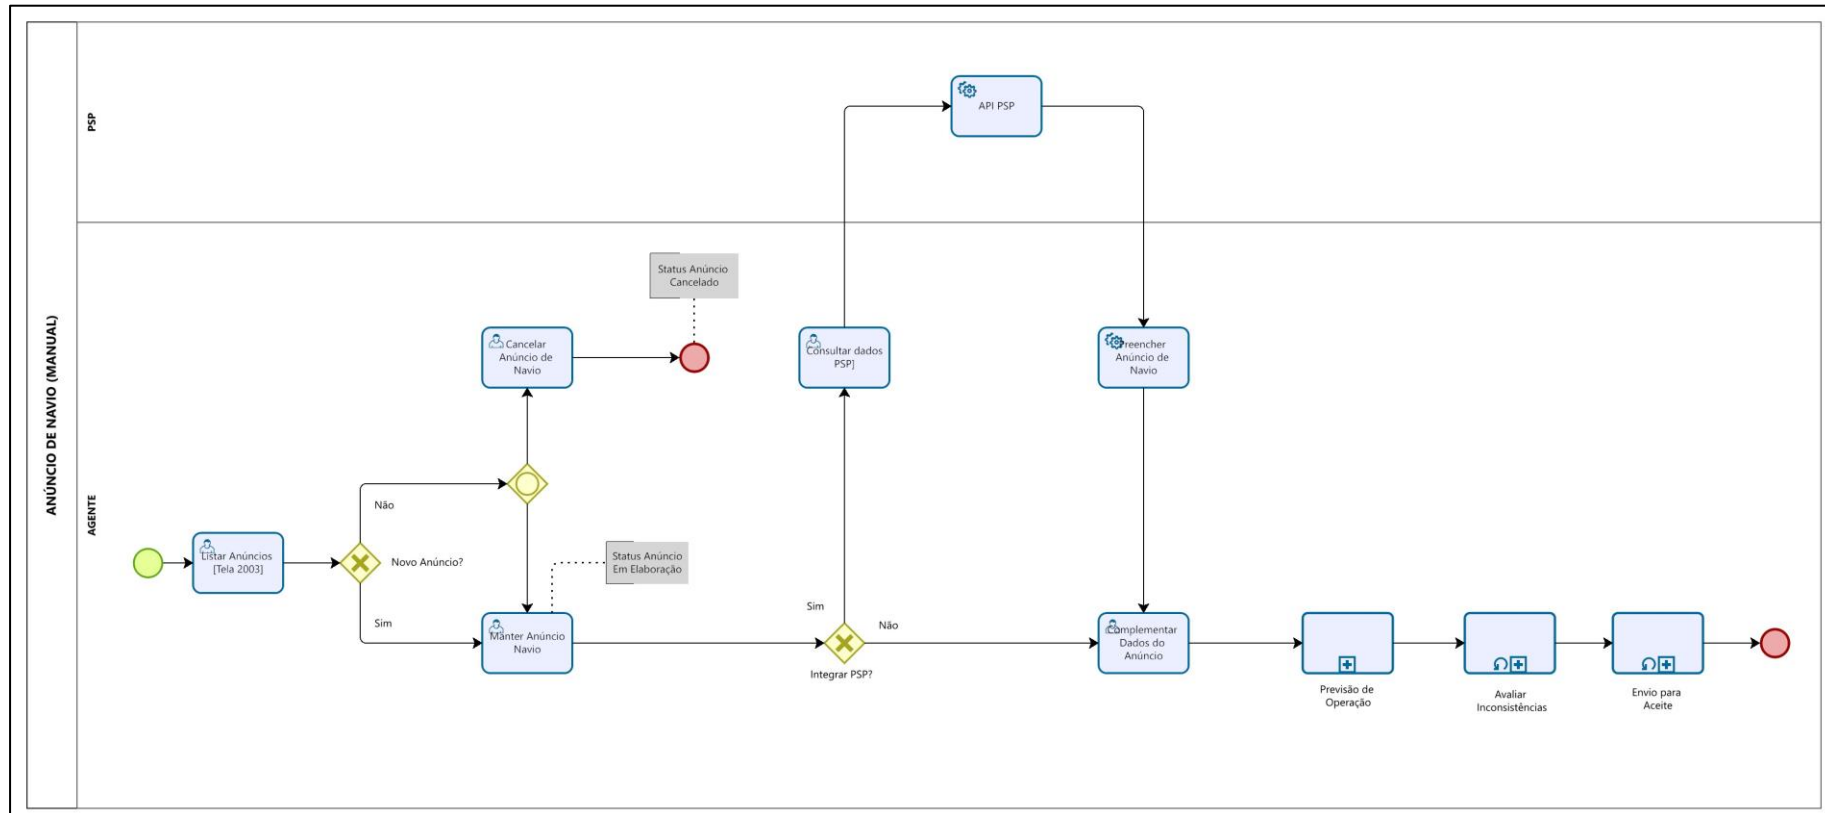 ANÚNCIO DE NAVIO (MANUAL)
PSP
API PSP
AGENTE
Status Anúncio
Cancelado
Cancelar
Anúncio de
Navio
Consultar dados
PSP]
Preencher
Anúncio de
Navio
Não
Listar Anúncios
[Tela 2003]
Novo Anúncio?
Status Anúncio
Em Elaboração
Sim
Manter Anúncio
Navio
Sim
Não
Integrar PSP?
Complementar
Dados do
Anúncio
Previsão de
Operação
Avaliar
Inconsistências
Envio para
Aceite